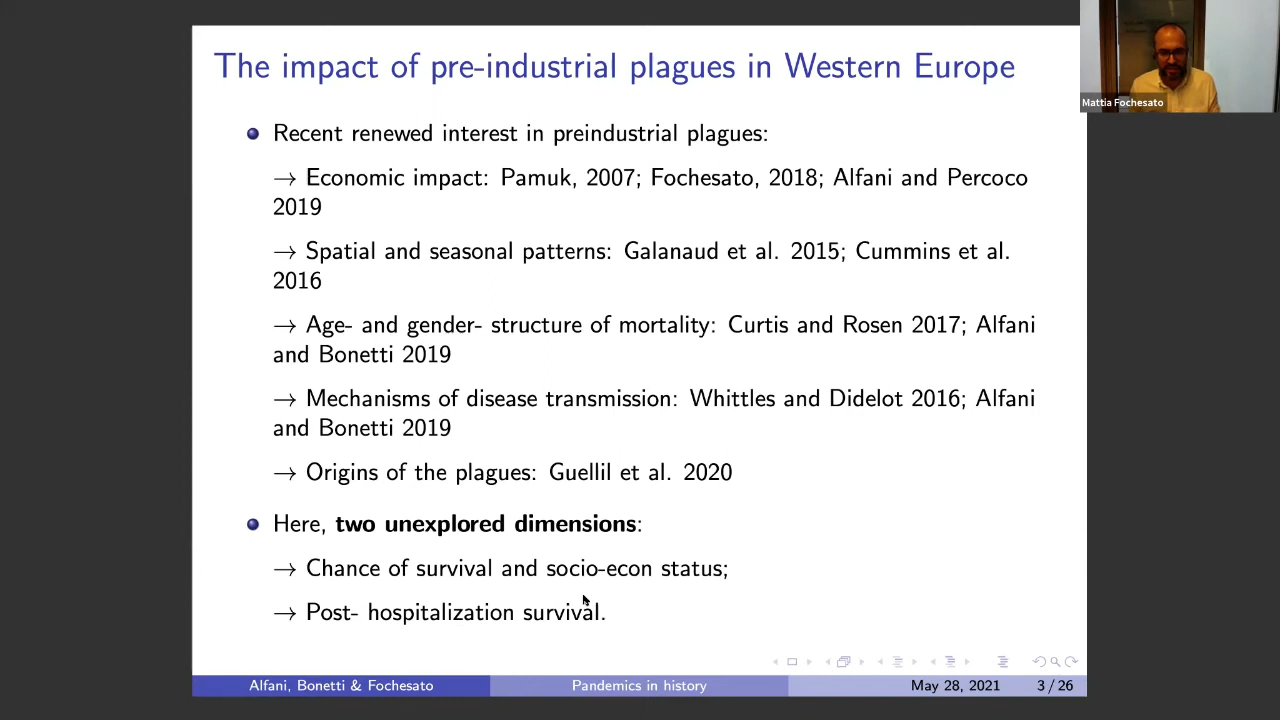 The impact of pre-industrial plagues in Western Europe
Mattia Fochesato
Recent renewed interest in preindustrial plagues:
→ Economic impact: Pamuk, 2007; Fochesato, 2018; Alfani and Percoco
2019
→ Spatial and seasonal patterns: Galanaud et al. 2015; Cummins et al.
2016
→ Age- and gender- structure of mortality: Curtis and Rosen 2017; Alfani
and Bonetti 2019
→ Mechanisms of disease transmission: Whittles and Didelot 2016; Alfani
and Bonetti 2019
→ Origins of the plagues: Guellil et al. 2020
Here, two unexplored dimensions:
→ Chance of survival and socio-econ status;
→ Post- hospitalization survival.
Alfani, Bonetti & Fochesato
Pandemics in history
May 28, 2021
3 / 26